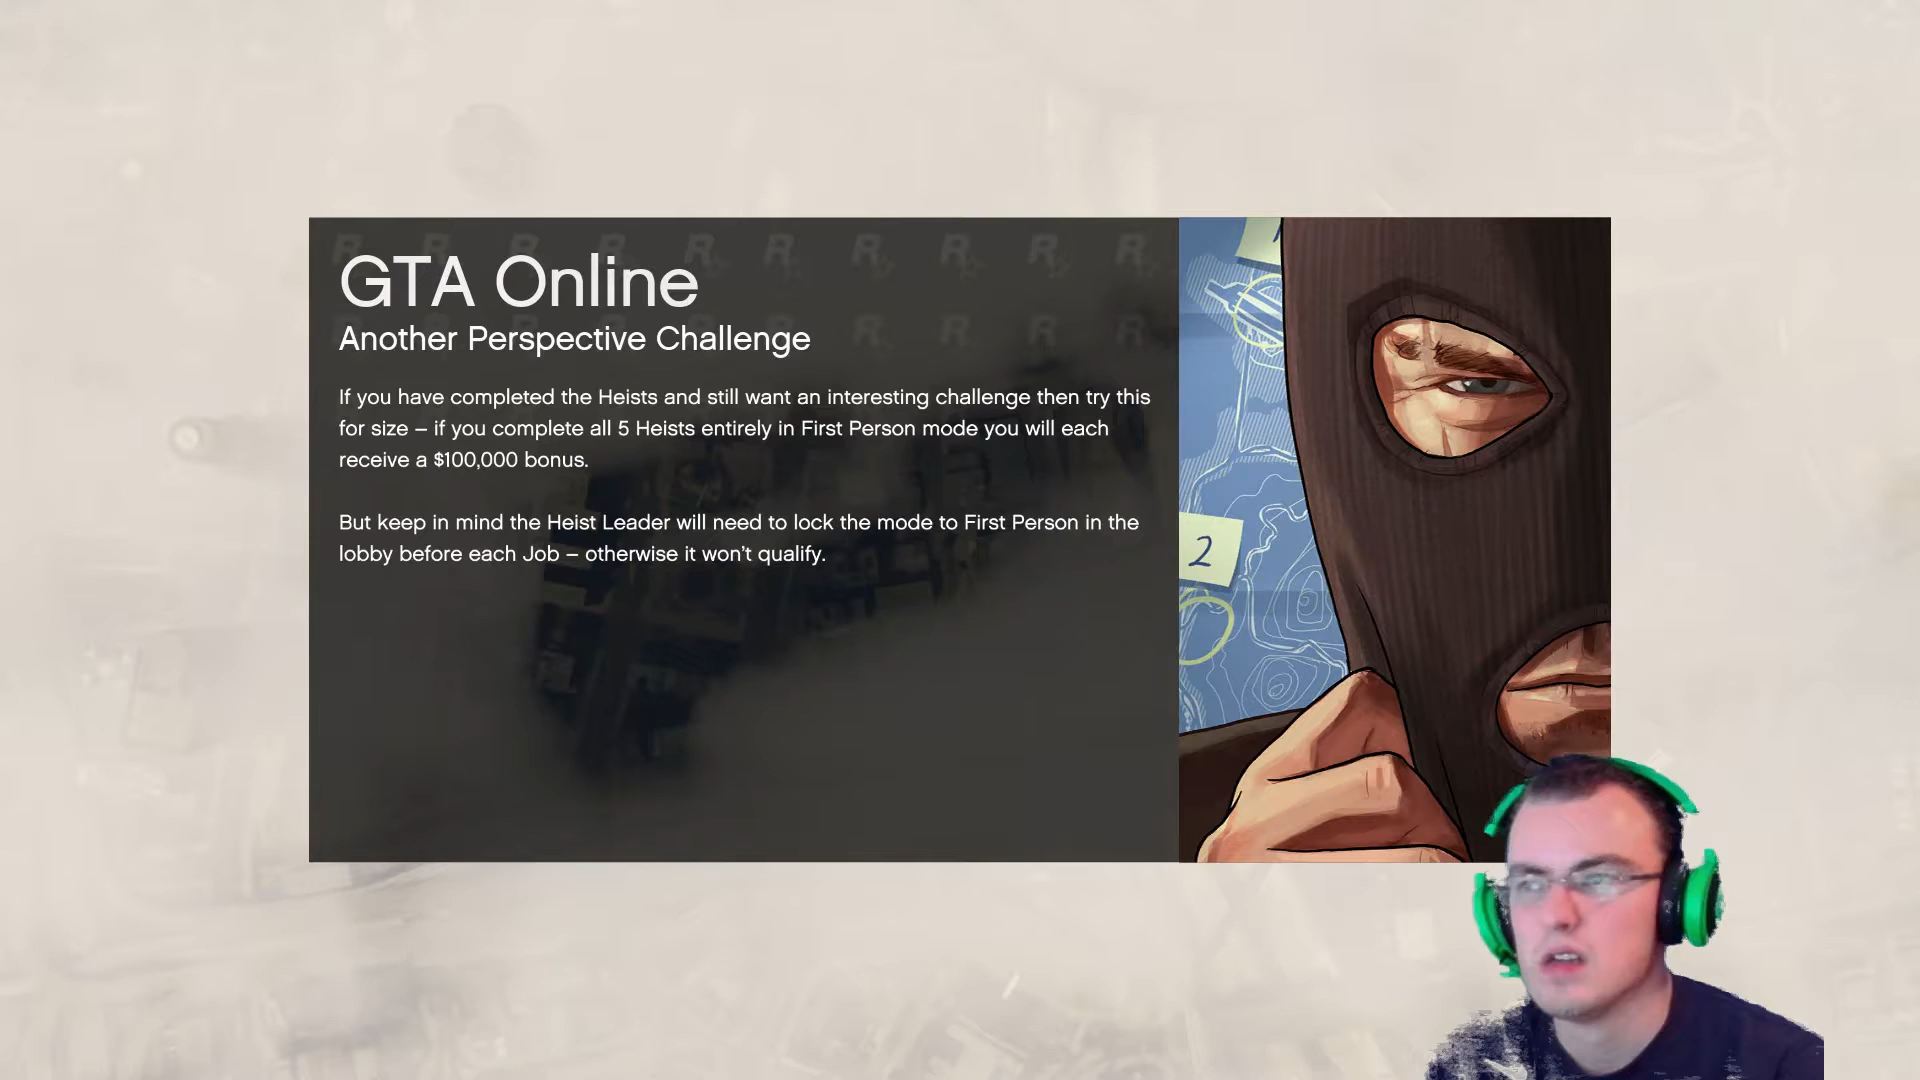 GTA Online
Another Perspective Challenge
If you have completed the Heists and still want an interesting challenge then try this
for size – if you complete all 5 Heists entirely in First Person mode you will each
receive a $100,000 bonus.
But keep in mind the Heist Leader will need to lock the mode to First Person in the
lobby before each Job – otherwise it won't qualify.
2